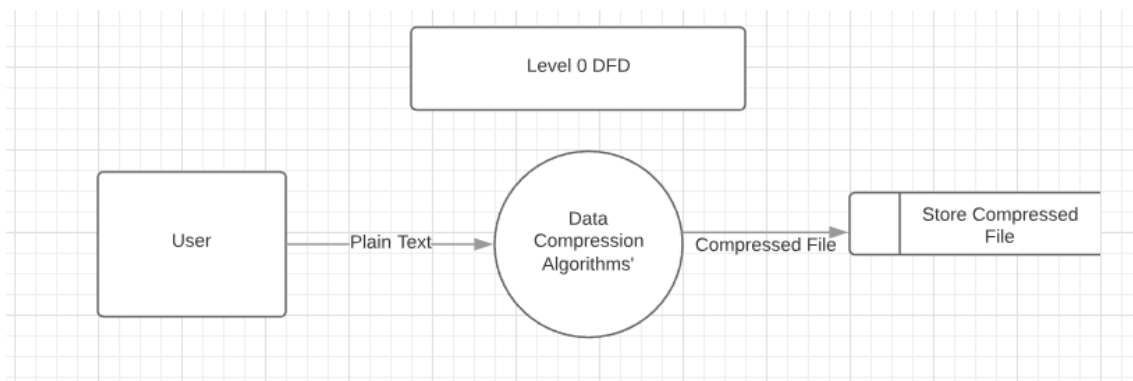 Level 0 DFD
User
Plain Text
Data
Compression
Algorithms'
Compressed File
Store Compressed
File